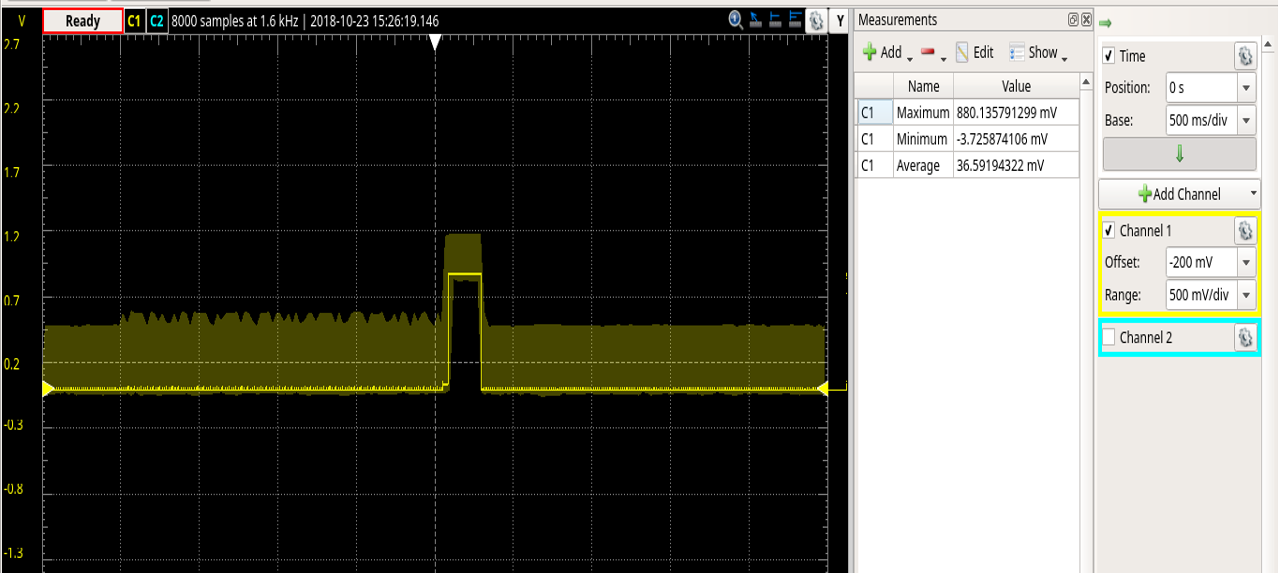 V Ready C1 C2 8000 samples at 1.6 kHz | 2018-10-23 15:26:19.146 Y
2.7
2.2
1.7
1.2
0.7
0.2
-0.3
-0.8
-1.3
Measurements
Add Edit Show
Name Value
C1 Maximum 880.135791299 mV
C1 Minimum -3.725874106 mV
C1 Average 36.59194322 mV
Time
Position: 0 s
Base: 500 ms/div
Add Channel
Channel 1
Offset: -200 mV
Range: 500 mV/div
Channel 2